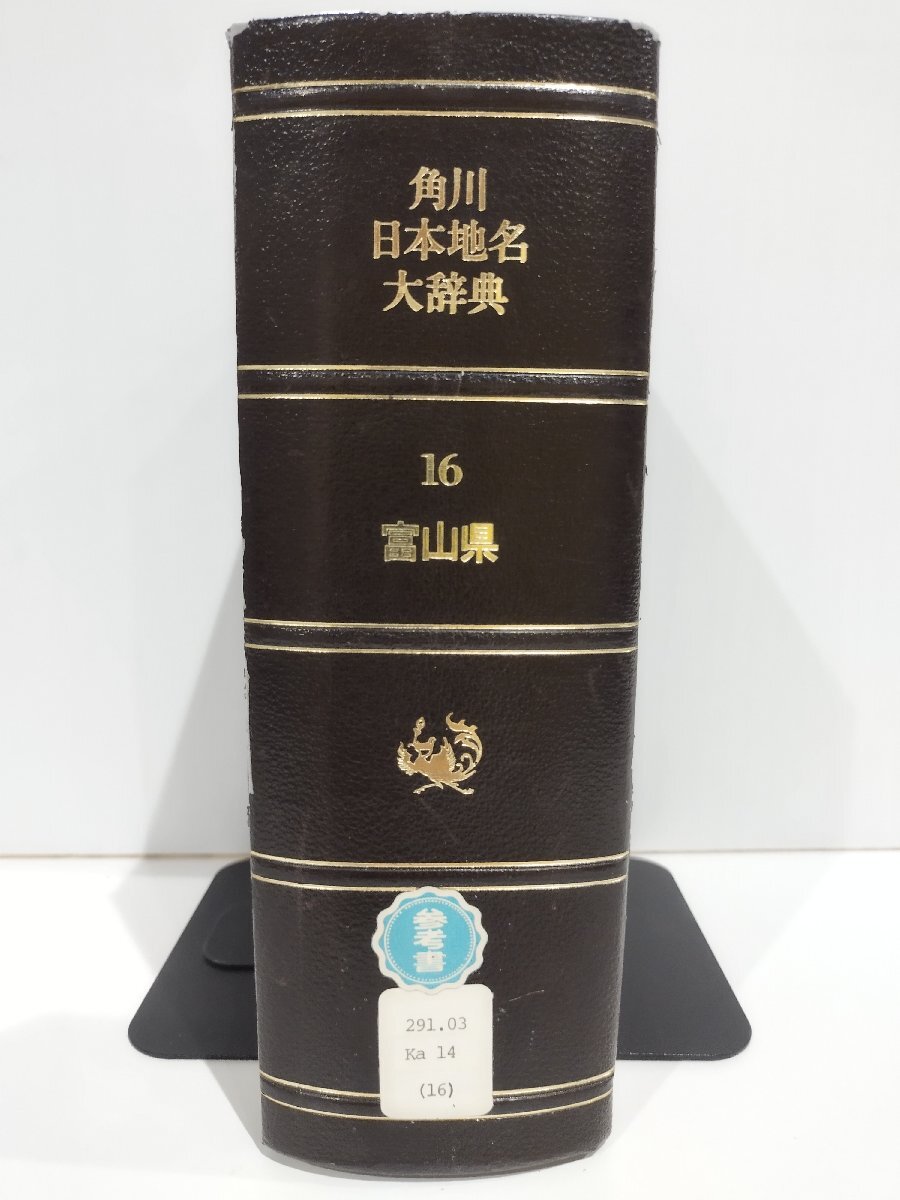 角川
日本地名
大辞典
16
富山県
参考書
291.03
Ka 14
(16)